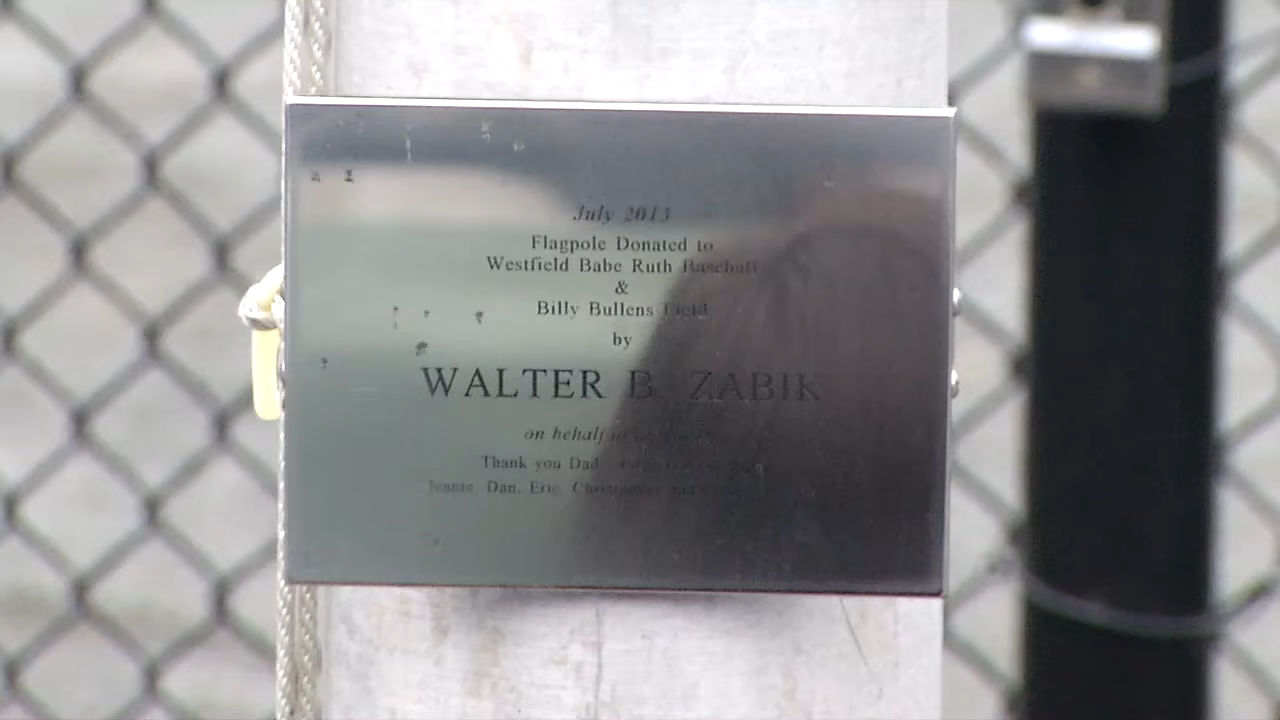 July 2013
Flagpole Donated to
Westfield Babe Ruth Baseball
&
Billy Bullens Field
by
WALTER B. ZABIK
on behalf
Thank you Dad
Dan, Eric,